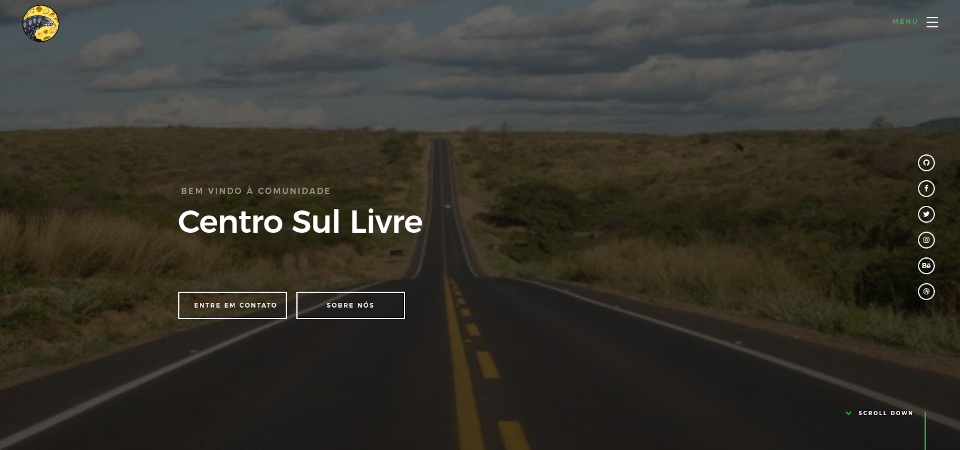 MENU
BEM VINDO À COMUNIDADE
Centro Sul Livre
ENTRE EM CONTATO
SOBRE NÓS
Bē
SCROLL DOWN